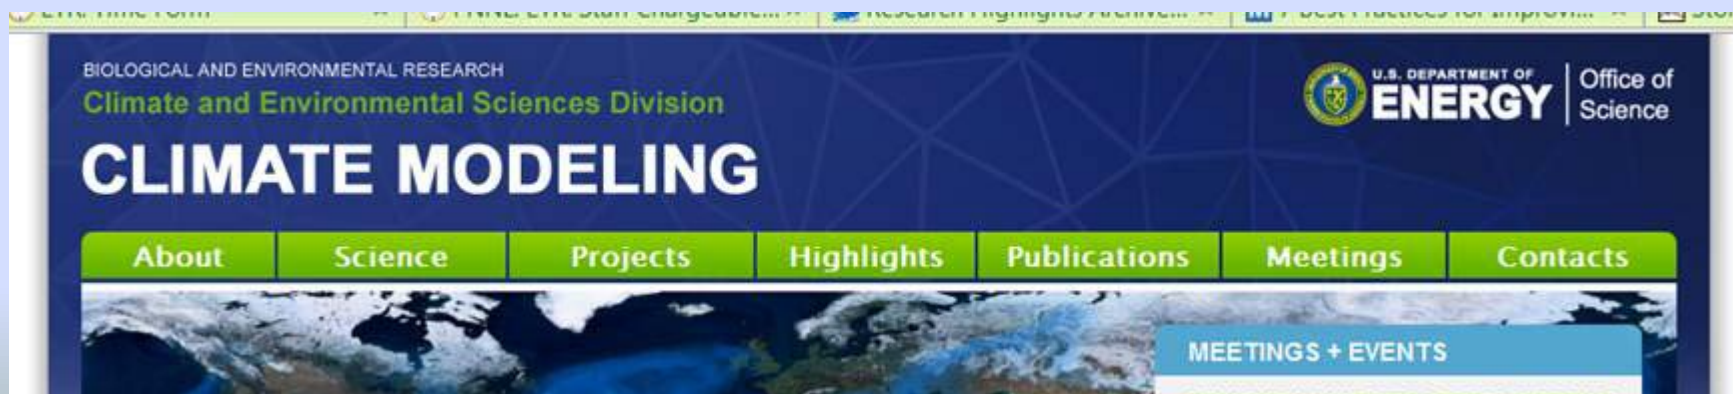 BIOLOGICAL AND ENVIRONMENTAL RESEARCH
Climate and Environmental Sciences Division
CLIMATE MODELING
U.S. DEPARTMENT OF
ENERGY
Office of
Science
About Science Projects Highlights Publications Meetings Contacts
MEETINGS + EVENTS